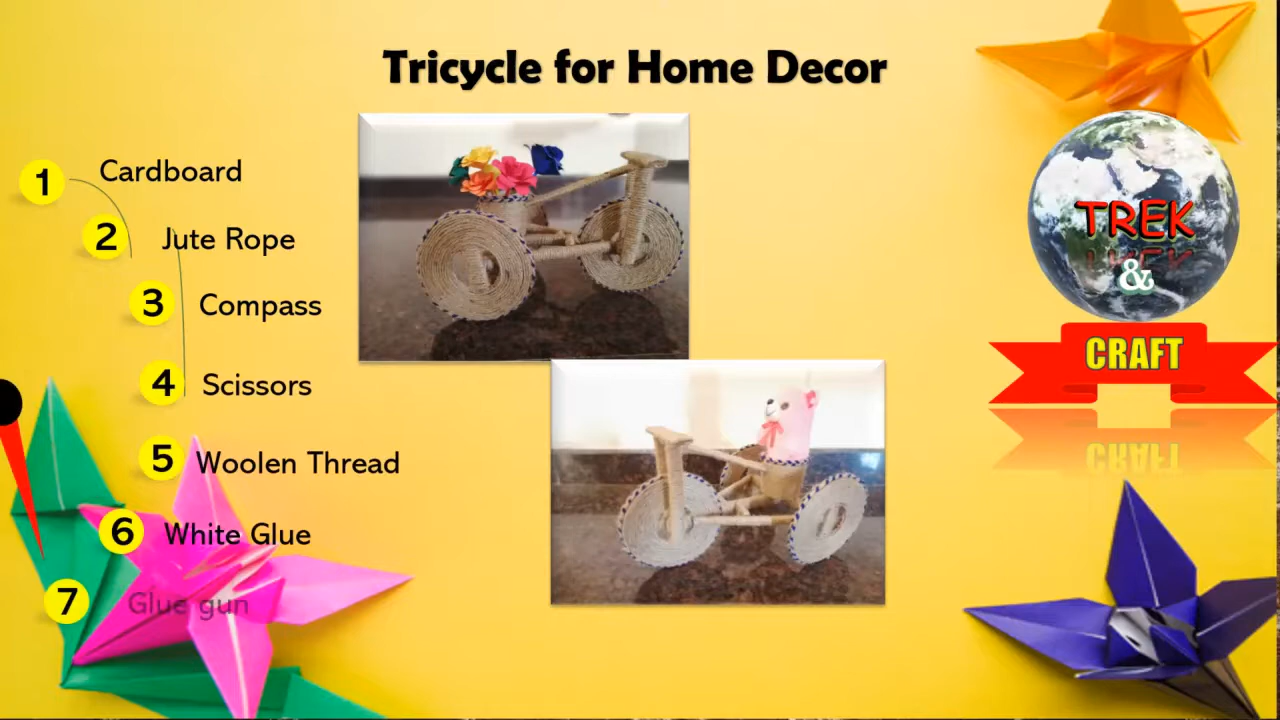 Tricycle for Home Decor
1 Cardboard
2 Jute Rope
3 Compass
4 Scissors
5 Woolen Thread
6 White Glue
7 Glue gun
TREK
&
CRAFT